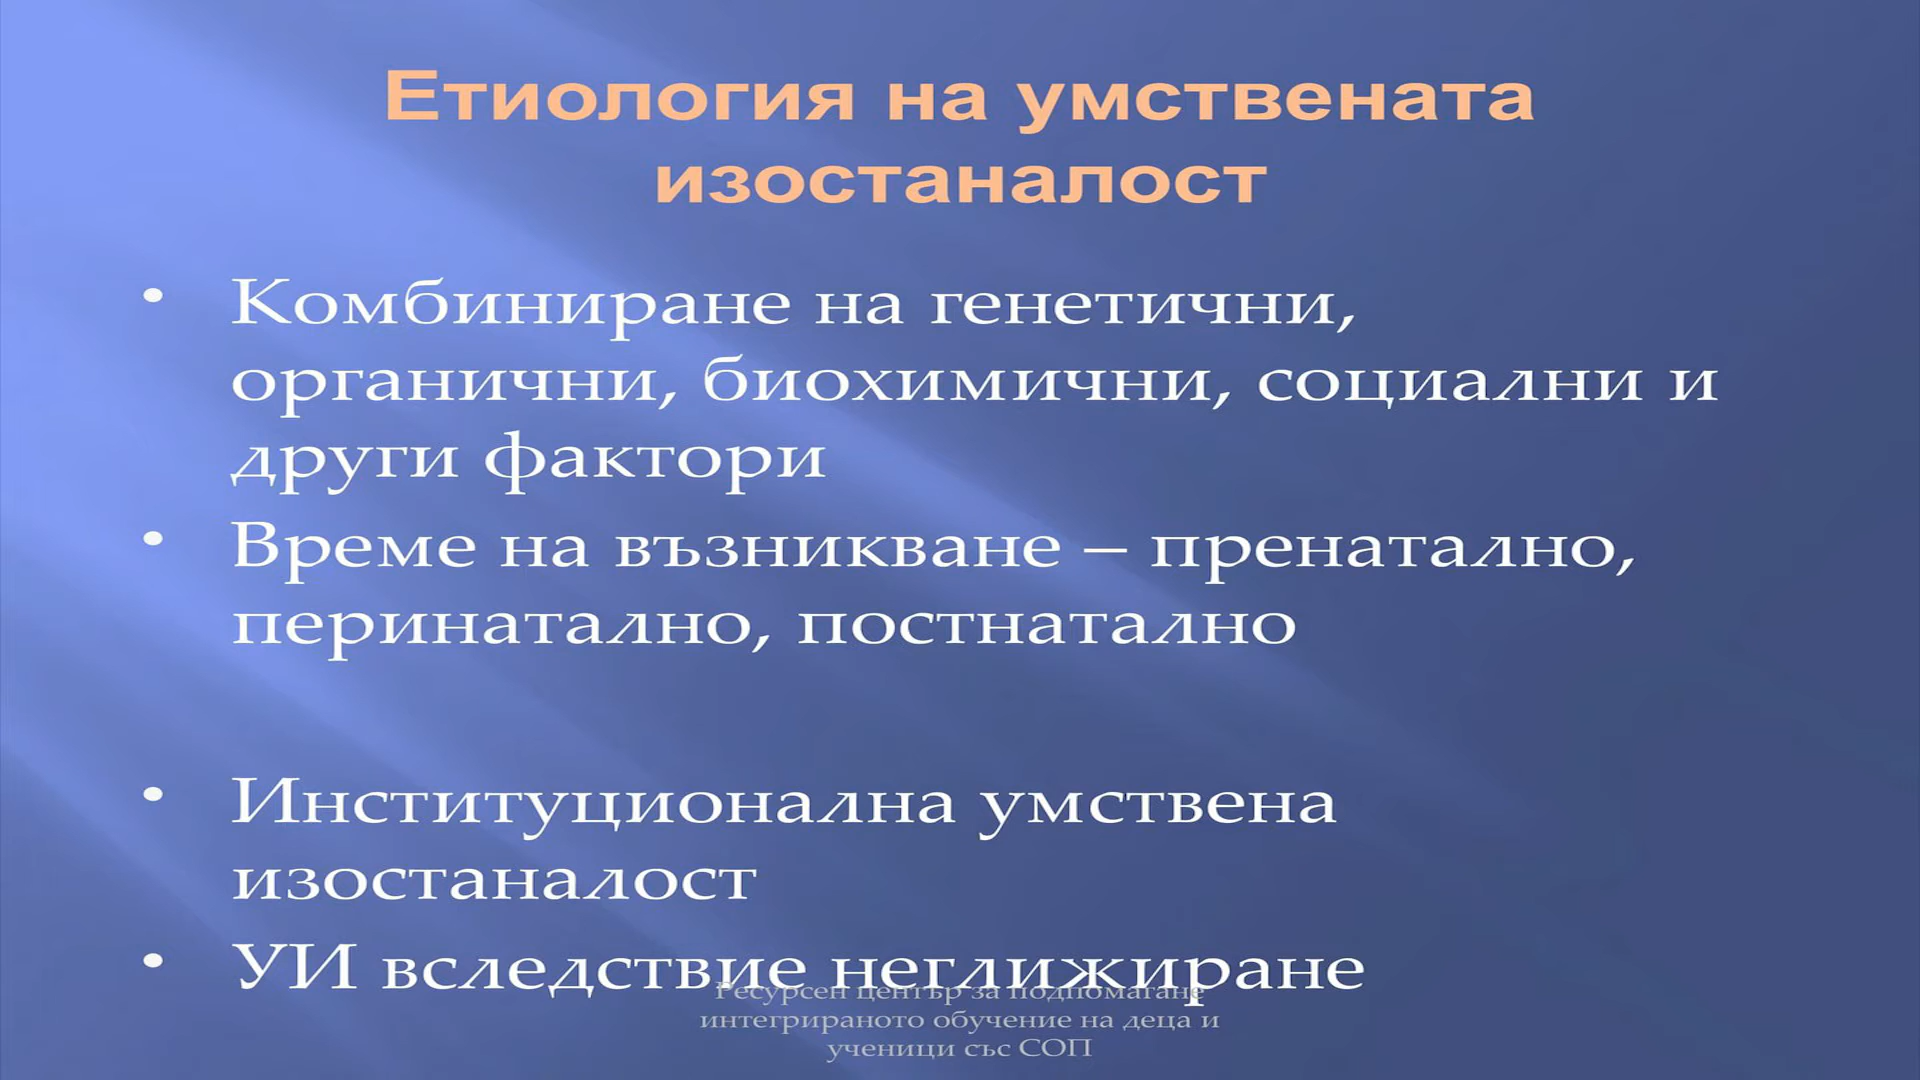 Етиология на умствената
изостаналост
• Комбиниране на генетични,
органични, биохимични, социални и
други фактори
• Време на възникване – пренатално,
перинатално, постнатално
• Институционална умствена
изостаналост
• УИ вследствие неглижиране
Ресурсен център за подпомагане
интегрираното обучение на деца и
ученици със СОП